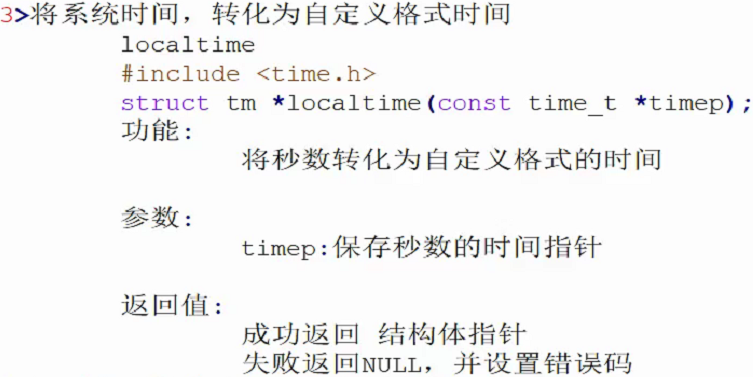 3>将系统时间，转化为自定义格式时间
localtime
#include <time.h>
struct tm *localtime(const time_t *timep);
功能:
将秒数转化为自定义格式的时间
参数:
timep:保存秒数的时间指针
返回值:
成功返回 结构体指针
失败返回NULL，并设置错误码